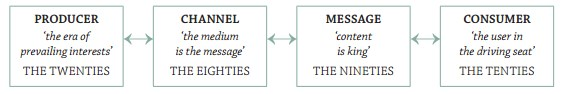 PRODUCER
‘the era of
prevailing interests’
THE TWENTIES
CHANNEL
‘the medium
is the message’
THE EIGHTIES
MESSAGE
‘content
is king’
THE NINETIES
CONSUMER
‘the user in
the driving seat’
THE TENTIES